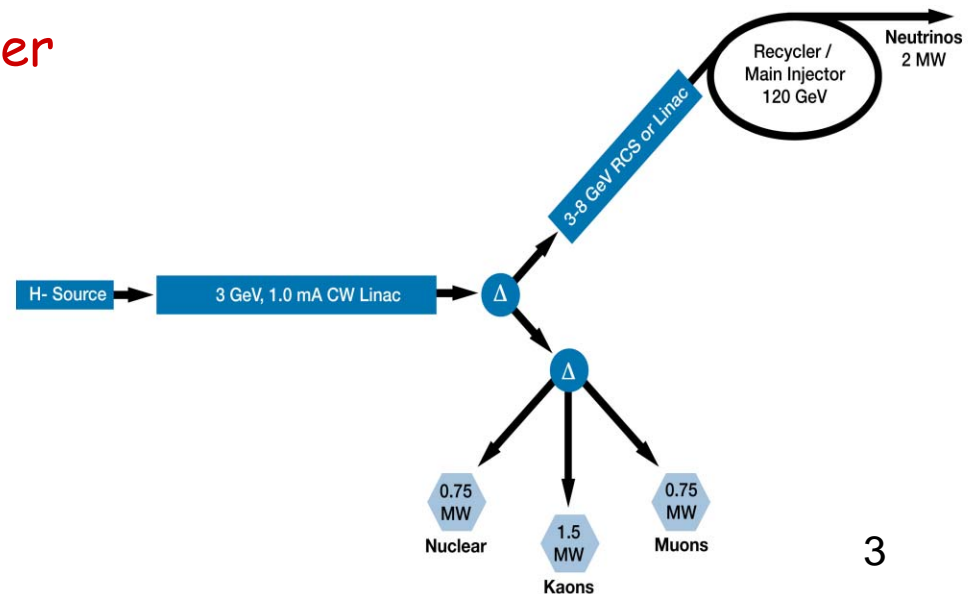 er
Neutrinos
2 MW
Recycler /
Main Injector
120 GeV
3-8 GeV RCS or Linac
H- Source
3 GeV, 1.0 mA CW Linac
Δ
Δ
0.75
MW
Nuclear
1.5
MW
Kaons
0.75
MW
Muons
3